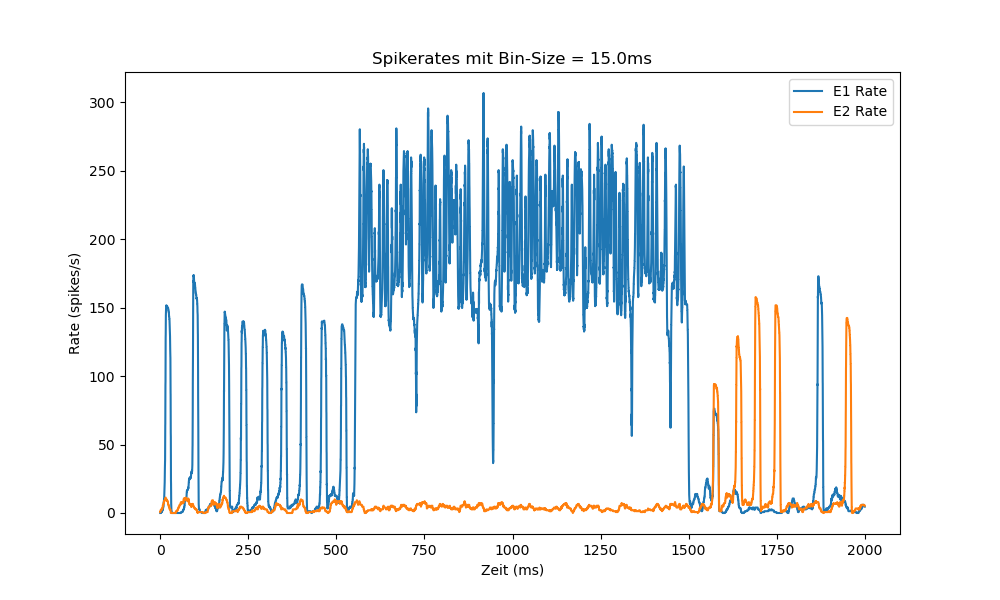 Spikerates mit Bin-Size = 15.0ms
E1 Rate
E2 Rate
Rate (spikes/s)
300
250
200
150
100
50
0
0 250 500 750 1000 1250 1500 1750 2000
Zeit (ms)